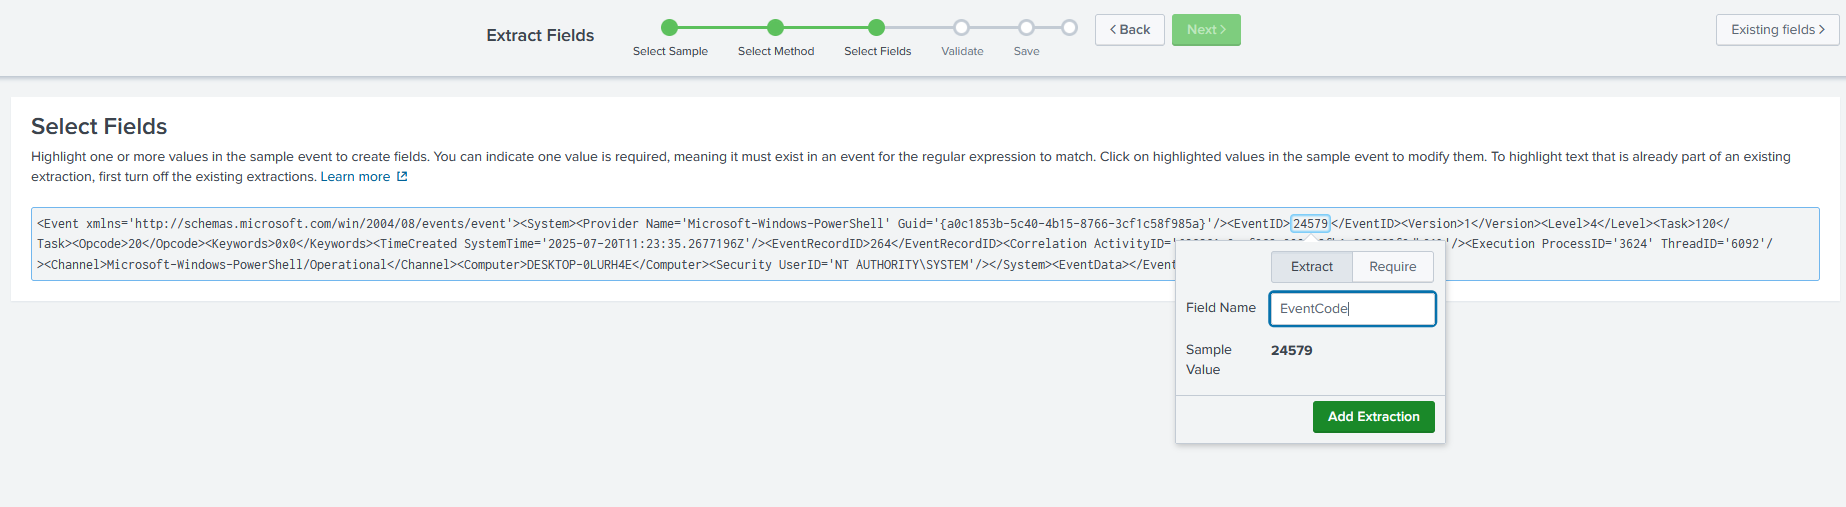 Extract Fields
Select Sample
Select Method
Select Fields
Validate
Save
< Back
Next >
Existing fields >
Select Fields
Highlight one or more values in the sample event to create fields. You can indicate one value is required, meaning it must exist in an event for the regular expression to match. Click on highlighted values in the sample event to modify them. To highlight text that is already part of an existing
extraction, first turn off the existing extractions. Learn more
<Event xmlns='http://schemas.microsoft.com/win/2004/08/events/event'><System><Provider Name='Microsoft-Windows-PowerShell' Guid='{a0c1853b-5c40-4b15-8766-3cf1c58f985a}'/><EventID>24579</EventID><Version>1</Version><Level>4</Level><Task>120</
Task><Opcode>20</Opcode><Keywords>0x0</Keywords><TimeCreated SystemTime='2025-07-20T11:23:35.2677196Z'/><EventRecordID>264</EventRecordID><Correlation ActivityID= '/><Execution ProcessID='3624' ThreadID='6092'/
><Channel>Microsoft-Windows-PowerShell/Operational</Channel><Computer>DESKTOP-0LURH4E</Computer><Security UserID='NT AUTHORITY\SYSTEM'/></System><EventData></Event
Extract
Require
Field Name
EventCode
Sample
Value
24579
Add Extraction